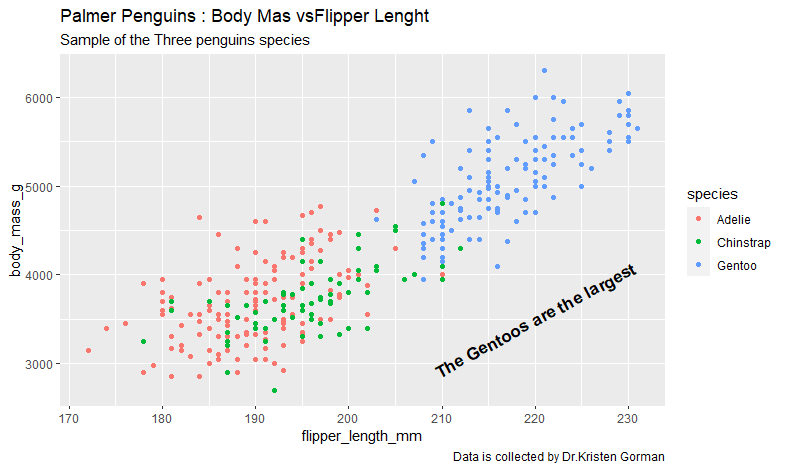 Palmer Penguins : Body Mas vsFlipper Lenght
Sample of the Three penguins species
body_mass_g
6000
5000
4000
3000
The Gentoos are the largest
species
Adelie
Chinstrap
Gentoo
170 180 190 200 210 220 230
flipper_length_mm
Data is collected by Dr.Kristen Gorman